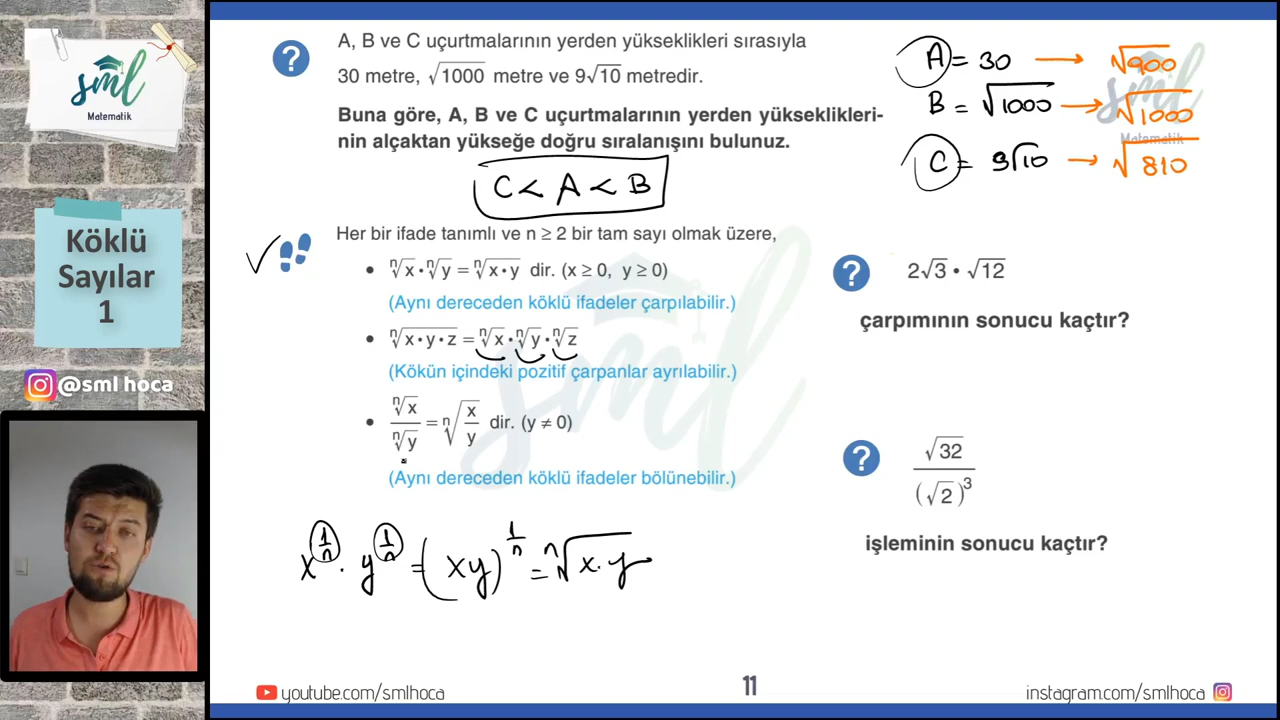 sml
Matematik
Köklü
Sayılar
1
@sml hoca
A, B ve C uçurtmalarının yerden yükseklikleri sırasıyla
30 metre, √1000 metre ve 9√10 metredir.
Buna göre, A, B ve C uçurtmalarının yerden yükseklikleri-
nin alçaktan yükseğe doğru sıralanışını bulunuz.
C < A < B
A = 30 → √900
B = √1000 → √1000
C = 9√10 → √810
sml
Matematik
Her bir ifade tanımlı ve n ≥ 2 bir tam sayı olmak üzere,
• ⁿ√x · ⁿ√y = ⁿ√(x · y) dir. (x ≥ 0, y ≥ 0)
(Aynı dereceden köklü ifadeler çarpılabilir.)
• ⁿ√(x · y · z) = ⁿ√x · ⁿ√y · ⁿ√z
(Kökün içindeki pozitif çarpanlar ayrılabilir.)
• ⁿ√x / ⁿ√y = ⁿ√(x/y) dir. (y ≠ 0)
(Aynı dereceden köklü ifadeler bölünebilir.)
x^(1/n) · y^(1/n) = (xy)^(1/n) = ⁿ√(x · y)
?
2√3 · √12
çarpımının sonucu kaçtır?
?
√32 / (√2)³
işleminin sonucu kaçtır?
youtube.com/smlhoca
11
instagram.com/smlhoca